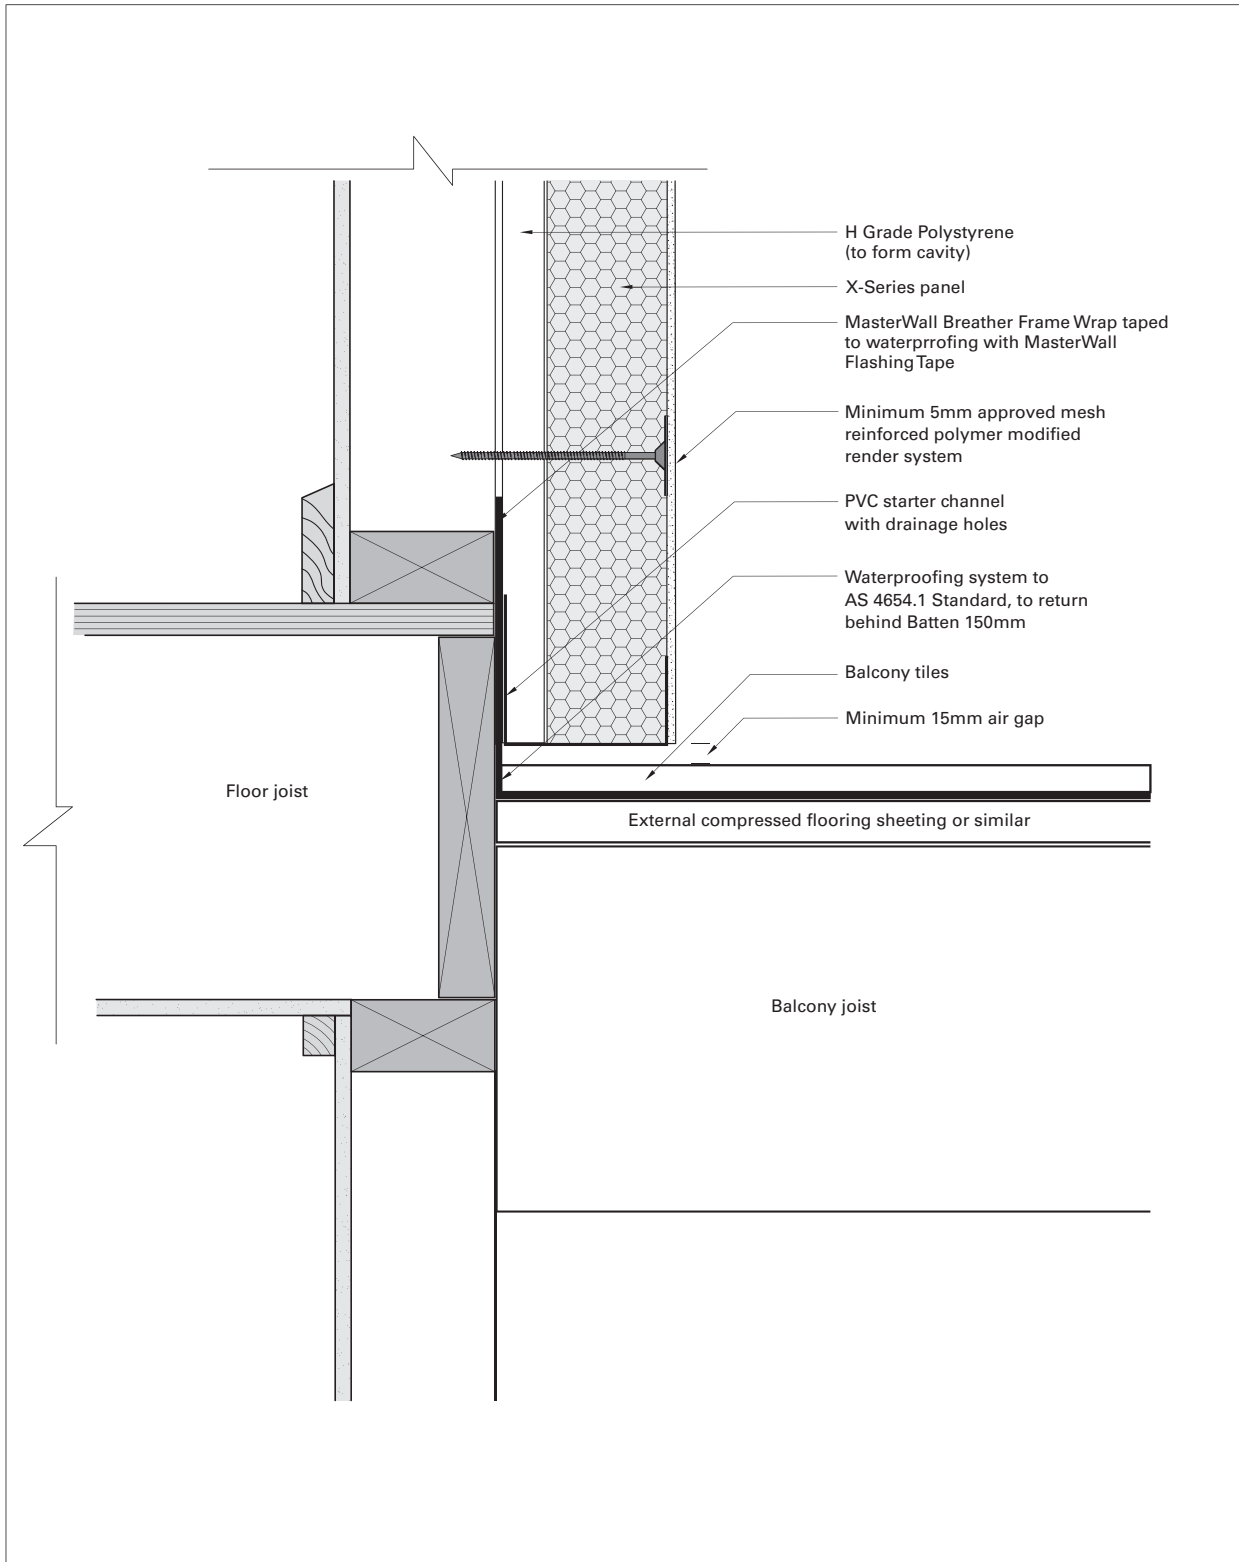 H Grade Polystyrene
(to form cavity)
X-Series panel
MasterWall Breather Frame Wrap taped
to waterprrofing with MasterWall
Flashing Tape
Minimum 5mm approved mesh
reinforced polymer modified
render system
PVC starter channel
with drainage holes
Waterproofing system to
AS 4654.1 Standard, to return
behind Batten 150mm
Balcony tiles
Minimum 15mm air gap
Floor joist
External compressed flooring sheeting or similar
Balcony joist